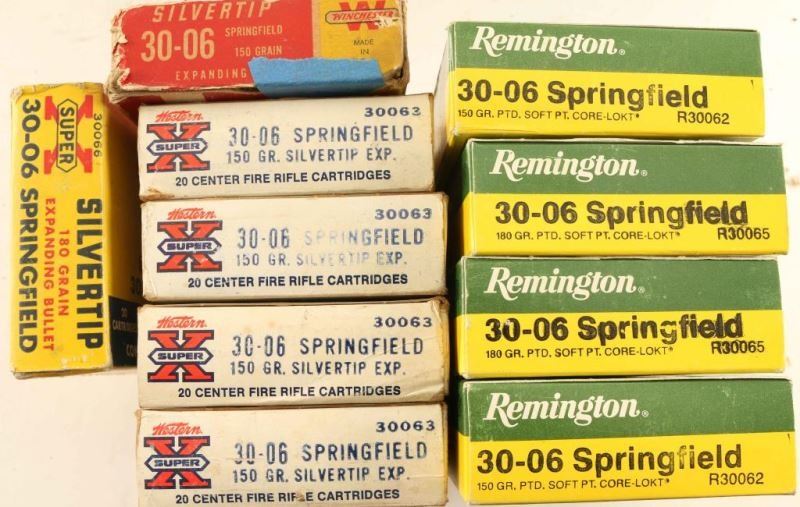 SILVERTIP
30-06 SPRINGFIELD
150 GRAIN
EXPANDING
WINCHESTER
MADE IN
30066
SUPER X
30-06 SPRINGFIELD
SILVERTIP
180 GRAIN
EXPANDING BULLET
20
Western
SUPER X
30063
30-06 SPRINGFIELD
150 GR. SILVERTIP EXP.
20 CENTER FIRE RIFLE CARTRIDGES
Western
SUPER X
30063
30-06 SPRINGFIELD
150 GR. SILVERTIP EXP.
20 CENTER FIRE RIFLE CARTRIDGES
Western
SUPER X
30063
30-06 SPRINGFIELD
150 GR. SILVERTIP EXP.
20 CENTER FIRE RIFLE CARTRIDGES
Western
SUPER X
30063
30-06 SPRINGFIELD
150 GR. SILVERTIP EXP.
20 CENTER FIRE RIFLE CARTRIDGES
Remington®
30-06 Springfield
150 GR. PTD. SOFT PT. CORE-LOKT® R30062
Remington®
30-06 Springfield
180 GR. PTD. SOFT PT. CORE-LOKT® R30065
Remington®
30-06 Springfield
180 GR. PTD. SOFT PT. CORE-LOKT® R30065
Remington®
30-06 Springfield
150 GR. PTD. SOFT PT. CORE-LOKT® R30062